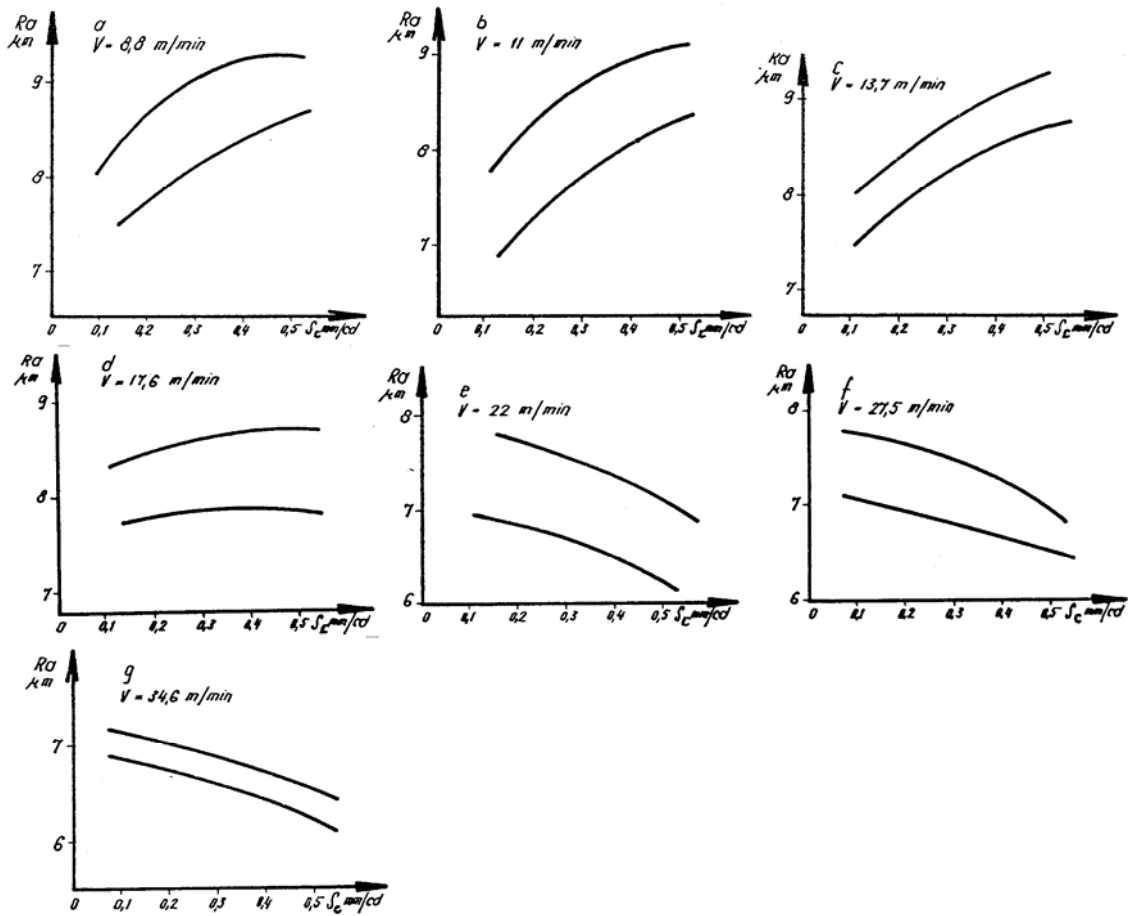 Ra
μm
a
V = 8,8 m/min
9
8
7
0 0,1 0,2 0,3 0,4 0,5 Sc mm/cd
Ra
μm
b
V = 11 m/min
9
8
7
0 0,1 0,2 0,3 0,4 0,5 Sc mm/cd
Ra
μm
c
V = 13,7 m/min
9
8
7
0 0,1 0,2 0,3 0,4 0,5 Sc mm/cd
Ra
μm
d
V = 17,6 m/min
9
8
7
0 0,1 0,2 0,3 0,4 0,5 Sc mm/cd
Ra
μm
e
V = 22 m/min
8
7
6
0 0,1 0,2 0,3 0,4 0,5 Sc mm/cd
Ra
μm
f
V = 27,5 m/min
8
7
6
0 0,1 0,2 0,3 0,4 0,5 Sc mm/cd
Ra
μm
g
V = 34,6 m/min
7
6
0 0,1 0,2 0,3 0,4 0,5 Sc mm/cd